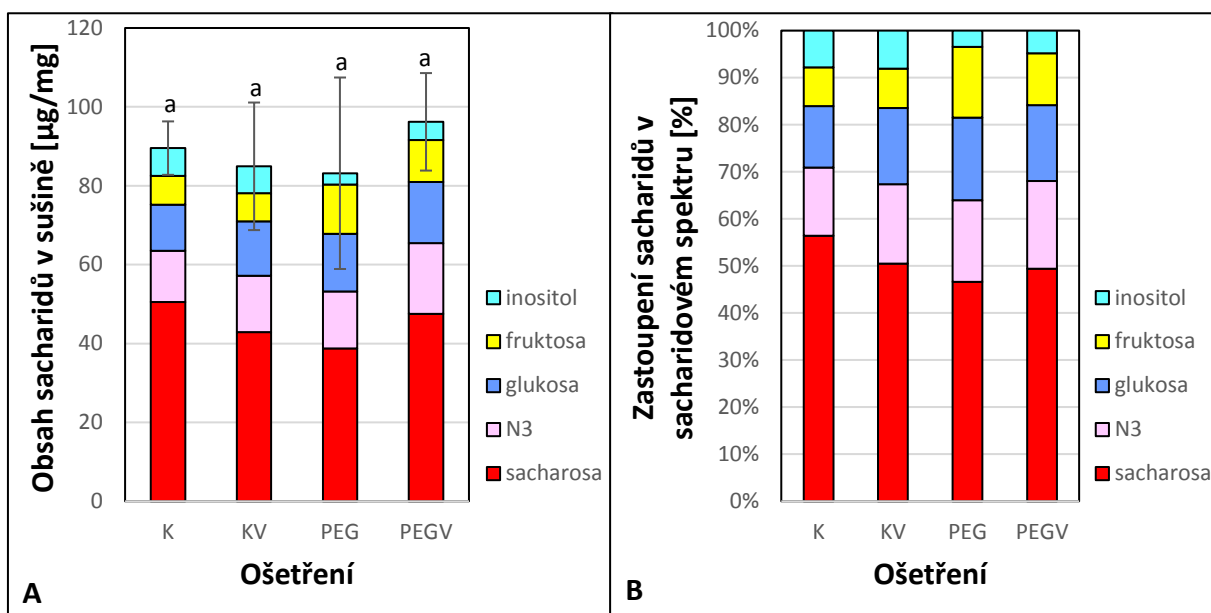 Obsah sacharidů v sušině [µg/mg]
120
100
80
60
40
20
0
a
a
a
a
K
KV
PEG
PEGV
Ošetření
inositol
fruktosa
glukosa
N3
sacharosa
A
Zastoupení sacharidů v
sacharidovém spektru [%]
100%
90%
80%
70%
60%
50%
40%
30%
20%
10%
0%
K
KV
PEG
PEGV
Ošetření
inositol
fruktosa
glukosa
N3
sacharosa
B